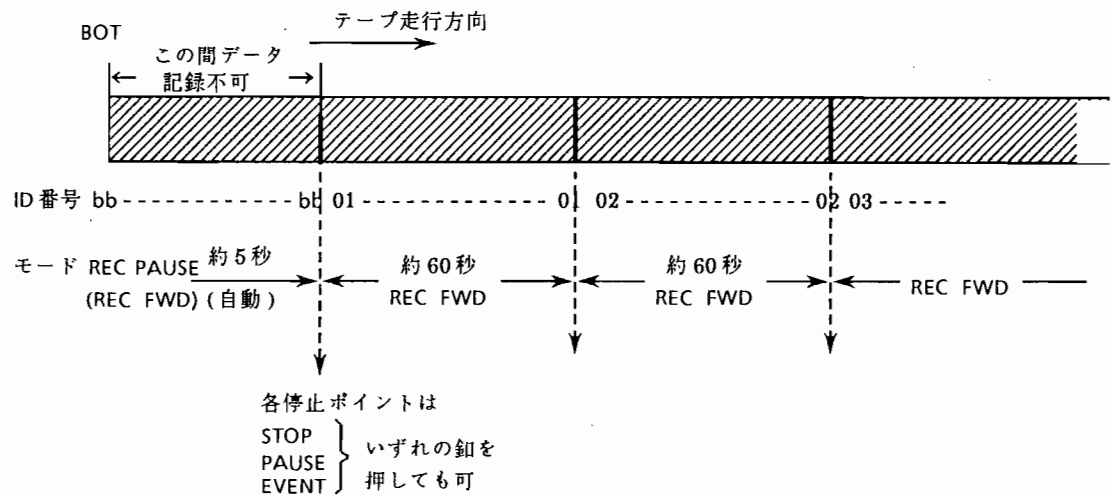 BOT
テープ走行方向
この間データ
記録不可
ID番号 bb - - - - - - - - - - - - - bb 01 - - - - - - - - - - - - - 01 02 - - - - - - - - - - - - - 02 03 - - - - -
モード REC PAUSE 約5秒 約60秒 約60秒
(REC FWD) (自動) REC FWD REC FWD REC FWD
各停止ポイントは
STOP
PAUSE いずれの釦を
EVENT 押しても可